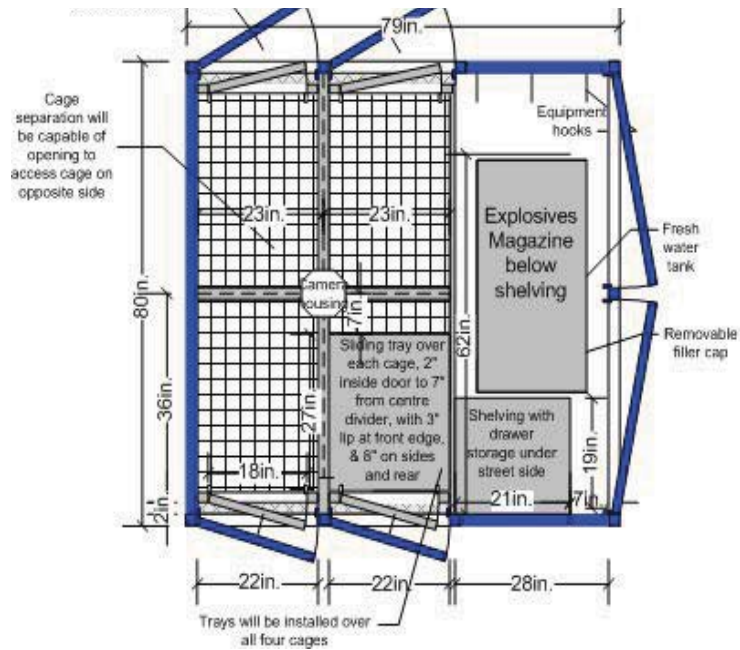 79in.
Cage
separation will
be capable of
opening to
access cage on
opposite side
Equipment
hooks
23in.
23in.
Explosives
Magazine
below
shelving
Fresh
water
tank
Camera
housing
7in.
80in.
62in.
Removable
filler cap
Sliding tray over
each cage, 2"
inside door to 7"
from centre
divider, with 3"
lip at front edge,
& 8" on sides
and rear
36in.
27in.
Shelving with
drawer
storage under
street side
19in.
18in.
21in.
7in.
2in.
22in.
22in.
28in.
Trays will be installed over
all four cages